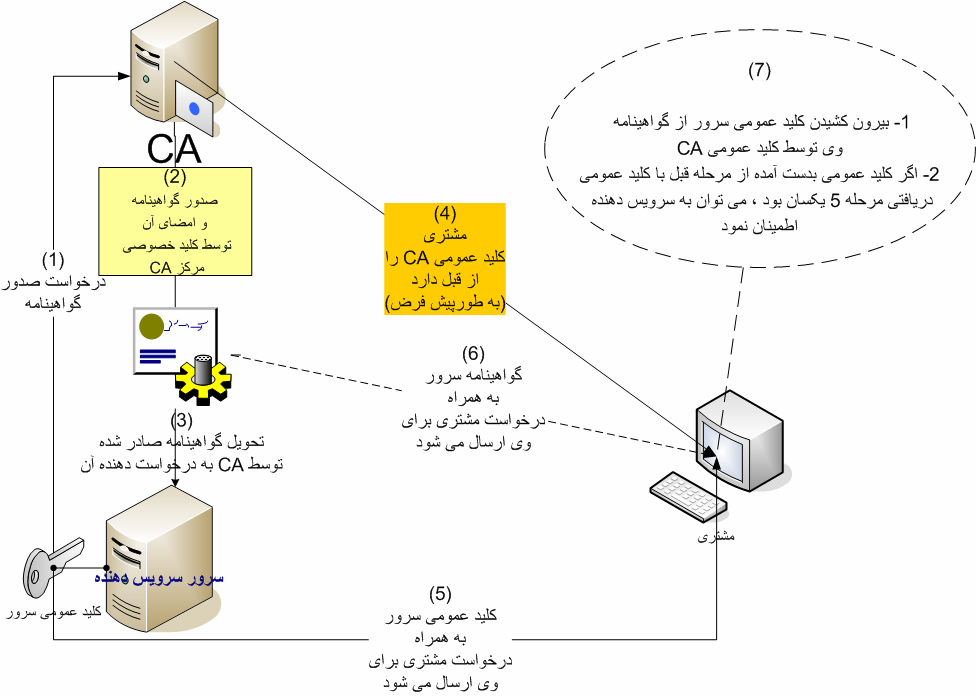 CA
(1)
درخواست صدور
گواهینامه
(2)
صدور گواهینامه
و امضای آن
توسط کلید خصوصی
مرکز CA
(3)
تحویل گواهینامه صادر شده
توسط CA به درخواست دهنده آن
سرور سرویس دهنده
کلید عمومی سرور
(4)
مشتری
کلید عمومی CA را
از قبل دارد
(به طورپیش فرض)
(5)
کلید عمومی سرور
به همراه
درخواست مشتری برای
وی ارسال می شود
(6)
گواهینامه سرور
به همراه
درخواست مشتری برای
وی ارسال می شود
مشتری
(7)
1- بیرون کشیدن کلید عمومی سرور از گواهینامه
وی توسط کلید عمومی CA
2- اگر کلید عمومی بدست آمده از مرحله قبل با کلید عمومی
دریافتی مرحله 5 یکسان بود ، می توان به سرویس دهنده
اطمینان نمود